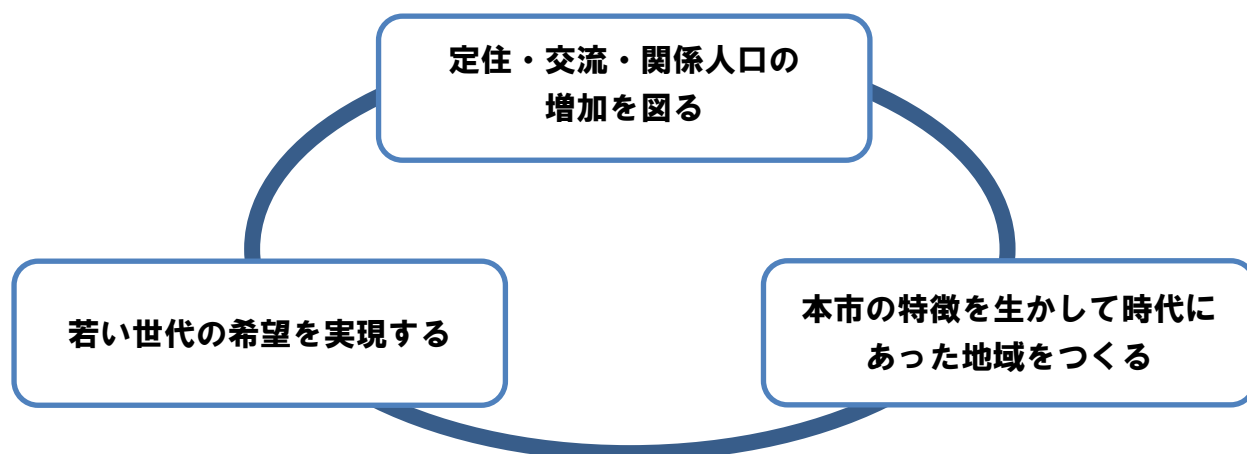 定住・交流・関係人口の
増加を図る
若い世代の希望を実現する
本市の特徴を生かして時代に
あった地域をつくる